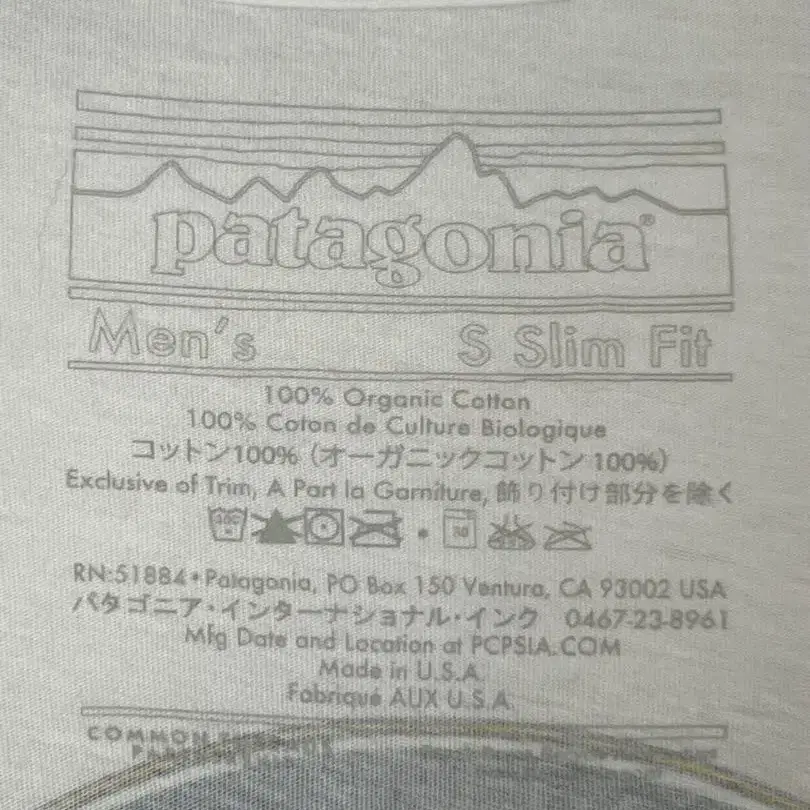 patagonia®
Men's S Slim Fit
100% Organic Cotton
100% Coton de Culture Biologique
コットン100% (オーガニックコットン 100%)
Exclusive of Trim, A Part la Garniture, 飾り付け部分を除く
30
RN:51884•Patagonia, PO Box 150 Ventura, CA 93002 USA
パタゴニア・インターナショナル・インク 0467-23-8961
Mfg Date and Location at PCPSIA.COM
Made in U.S.A.
Fabriqué AUX U.S.A.
COMMON THREADS